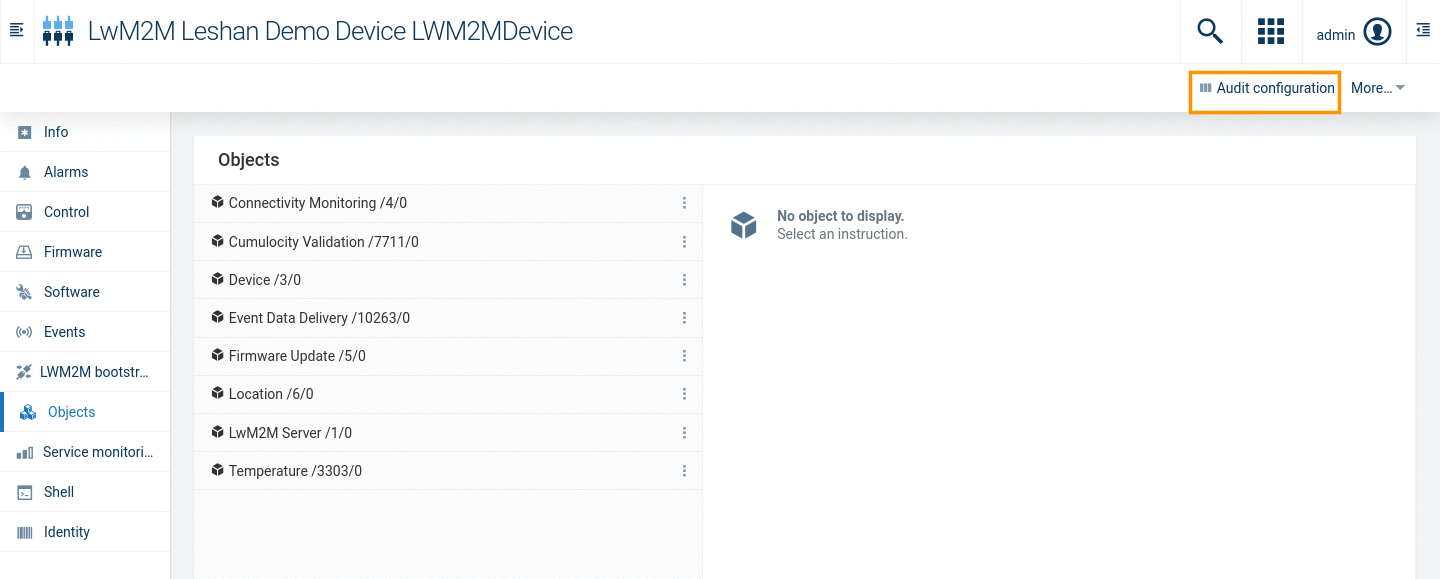 LwM2M Leshan Demo Device LWM2MDevice
admin
Audit configuration
More...
Info
Alarms
Control
Firmware
Software
Events
LWM2M bootstr...
Objects
Service monitori...
Shell
Identity
Objects
Connectivity Monitoring /4/0
Cumulocity Validation /7711/0
Device /3/0
Event Data Delivery /10263/0
Firmware Update /5/0
Location /6/0
LwM2M Server /1/0
Temperature /3303/0
No object to display.
Select an instruction.